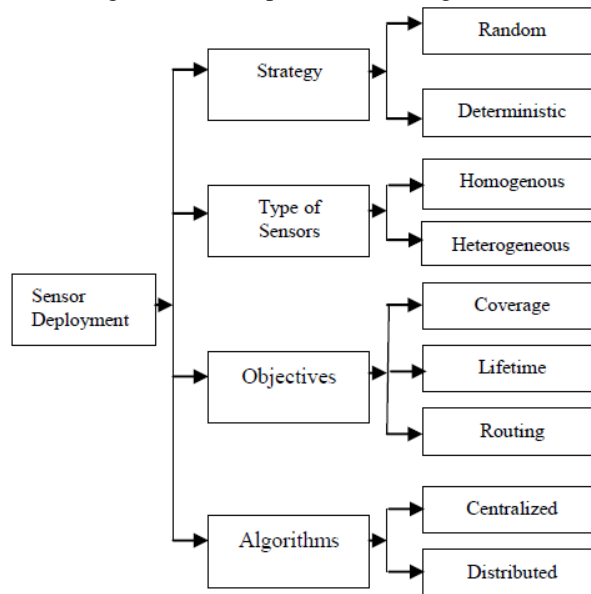 Random
Strategy
Deterministic
Homogenous
Type of
Sensors
Heterogeneous
Sensor
Deployment
Coverage
Objectives
Lifetime
Routing
Centralized
Algorithms
Distributed